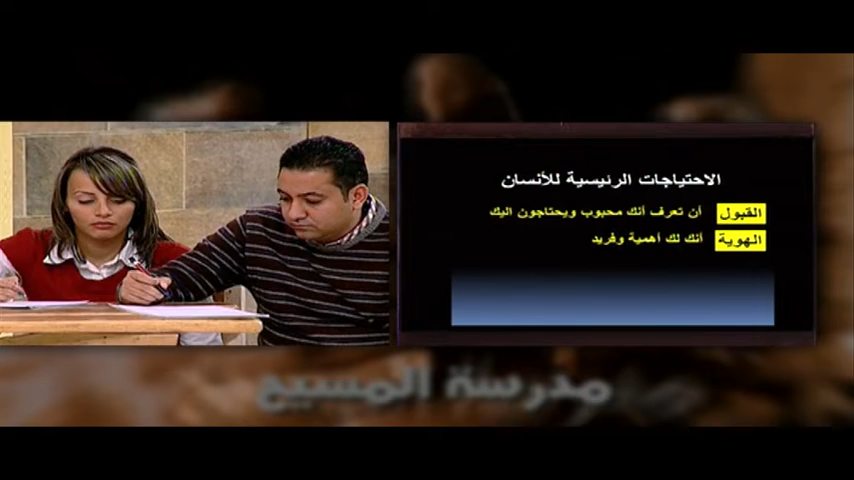 الاحتياجات الرئيسية للأنسان
القبول أن تعرف أنك محبوب ويحتاجون اليك
الهوية أنك لك أهمية وفريد
مدرسة المسيح